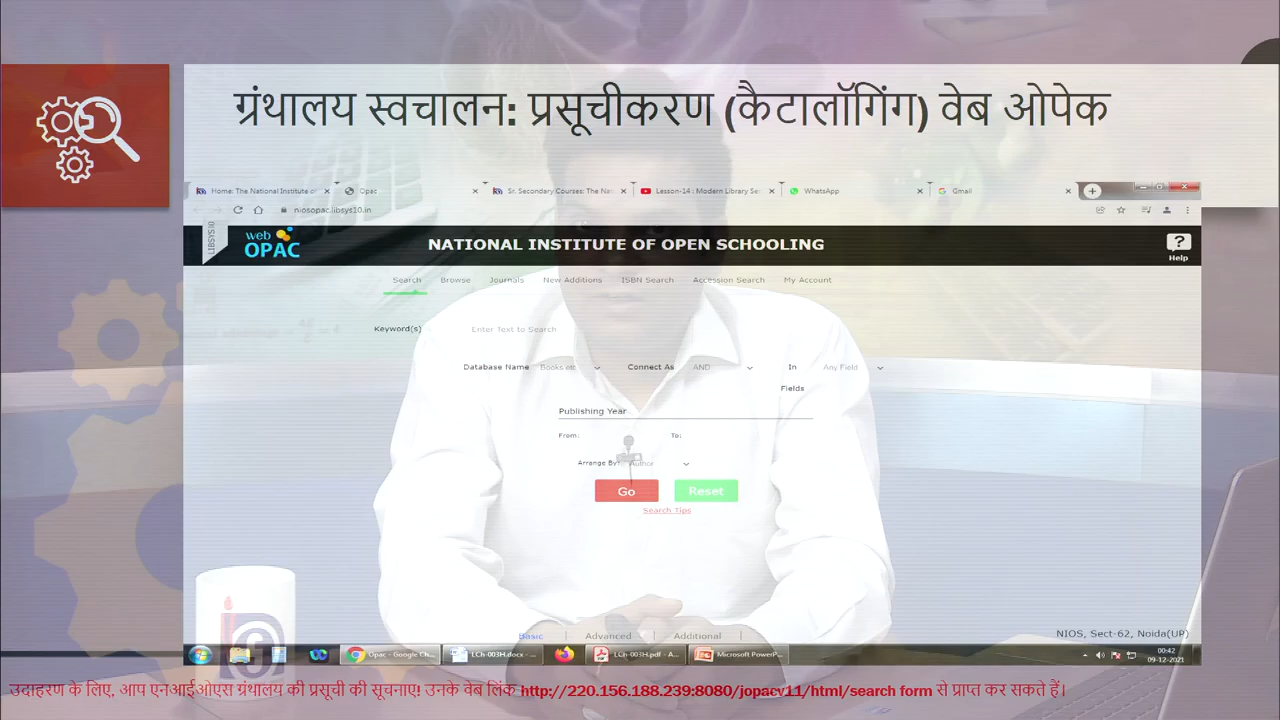 ग्रंथालय स्वचालन: प्रसूचीकरण (कैटालॉगिंग) वेब ओपेक
Home: The National Institute of Opac Sr. Secondary Courses: The Nat Lesson-14 : Modern Library Ser WhatsApp Gmail
niosopac.libsys10.in
LIBSYS10 web OPAC NATIONAL INSTITUTE OF OPEN SCHOOLING ? Help
Search Browse Journals New Additions ISBN Search Accession Search My Account
Keyword(s) Enter Text to Search
Database Name Books etc Connect As AND In Fields Any Field
Publishing Year
From: To:
Arrange By: Author
Go Reset
Search Tips
Basic | Advanced | Additional |
NIOS, Sect-62, Noida(UP)
Opac - Google Ch... LCh-003H.docx -... LCh-003H.pdf - A... Microsoft PowerP... 00:42
09-12-2021
उदाहरण के लिए, आप एनआईओएस ग्रंथालय की प्रसूची की सूचनाए! उनके वेब लिंक http://220.156.188.239:8080/jopacv11/html/search form से प्राप्त कर सकते हैं।